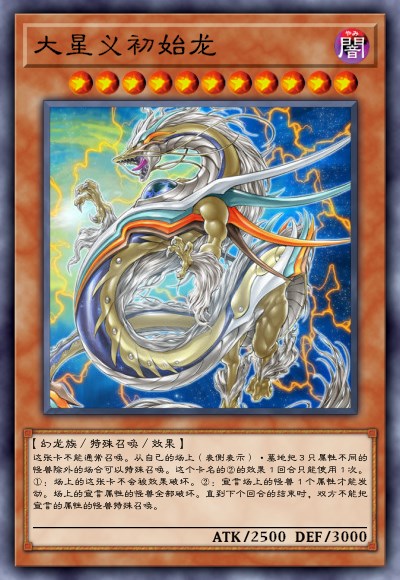 大星义初始龙
やみ
闇
【幻龙族／特殊召唤／效果】
这张卡不能通常召唤。从自己的场上（表侧表示）・墓地把３只属性不同的
怪兽除外的场合可以特殊召唤。这个卡名的②的效果１回合只能使用１次。
①：场上的这张卡不会被效果破坏。②：宣言场上的怪兽１个属性才能发
动。场上的宣言属性的怪兽全部破坏。直到下个回合的结束时，双方不能把
宣言的属性的怪兽特殊召唤。
ATK/2500 DEF/3000